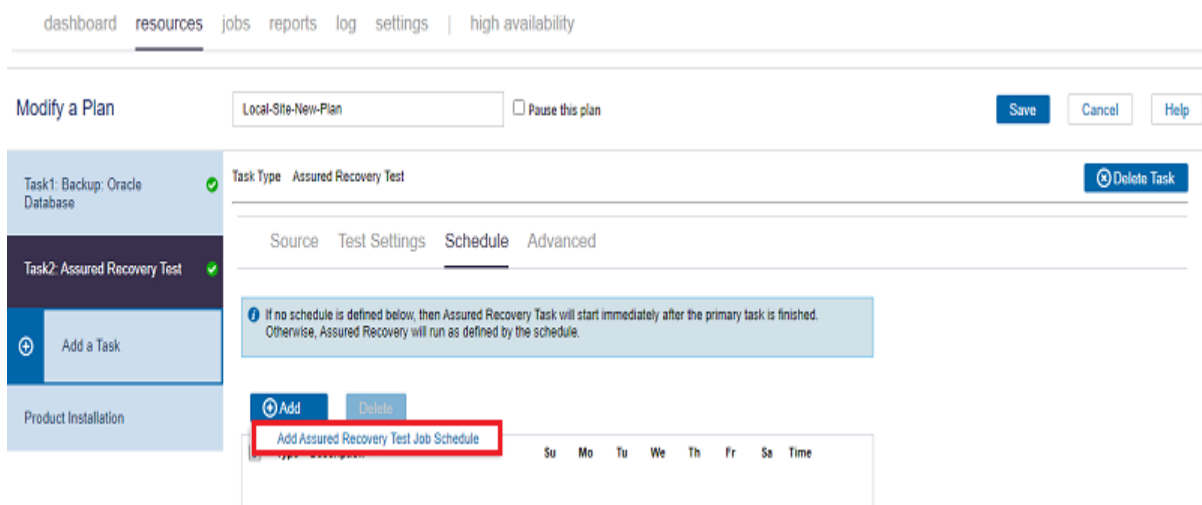 dashboard resources jobs reports log settings | high availability
Modify a Plan
Local-Site-New-Plan
Pause this plan
Save
Cancel
Help
Task1: Backup: Oracle
Database
Task Type Assured Recovery Test
Delete Task
Source Test Settings Schedule Advanced
Task2: Assured Recovery Test
If no schedule is defined below, then Assured Recovery Task will start immediately after the primary task is finished.
Otherwise, Assured Recovery will run as defined by the schedule.
Add a Task
Product Installation
Add
Delete
Add Assured Recovery Test Job Schedule
Type Description Su Mo Tu We Th Fr Sa Time